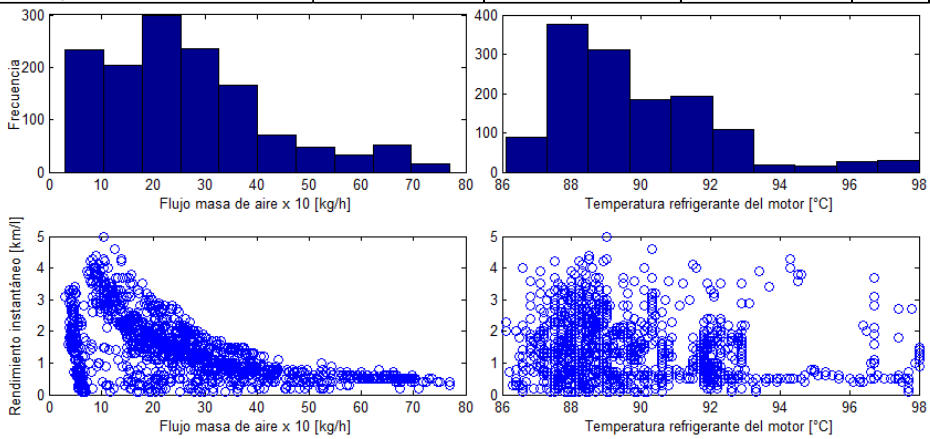 Frecuencia
300
200
100
0
0 10 20 30 40 50 60 70 80
Flujo masa de aire x 10 [kg/h]
400
300
200
100
0
86 88 90 92 94 96 98
Temperatura refrigerante del motor [°C]
Rendimiento instantáneo [km/l]
5
4
3
2
1
0
0 10 20 30 40 50 60 70 80
Flujo masa de aire x 10 [kg/h]
5
4
3
2
1
0
86 88 90 92 94 96 98
Temperatura refrigerante del motor [°C]